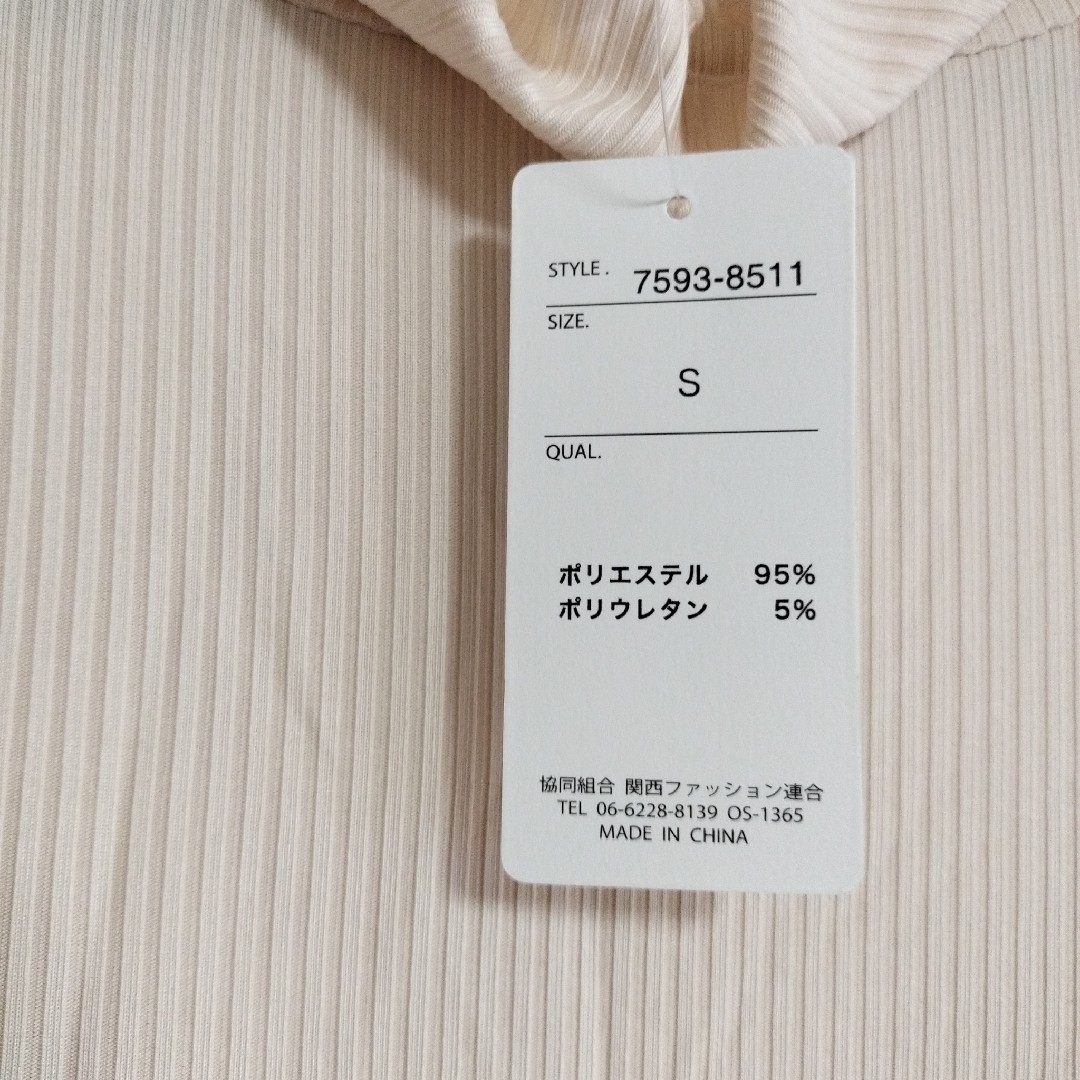 STYLE. 7593-8511
SIZE.
S
QUAL.
ポリエステル 95%
ポリウレタン 5%
協同組合 関西ファッション連合
TEL 06-6228-8139 OS-1365
MADE IN CHINA